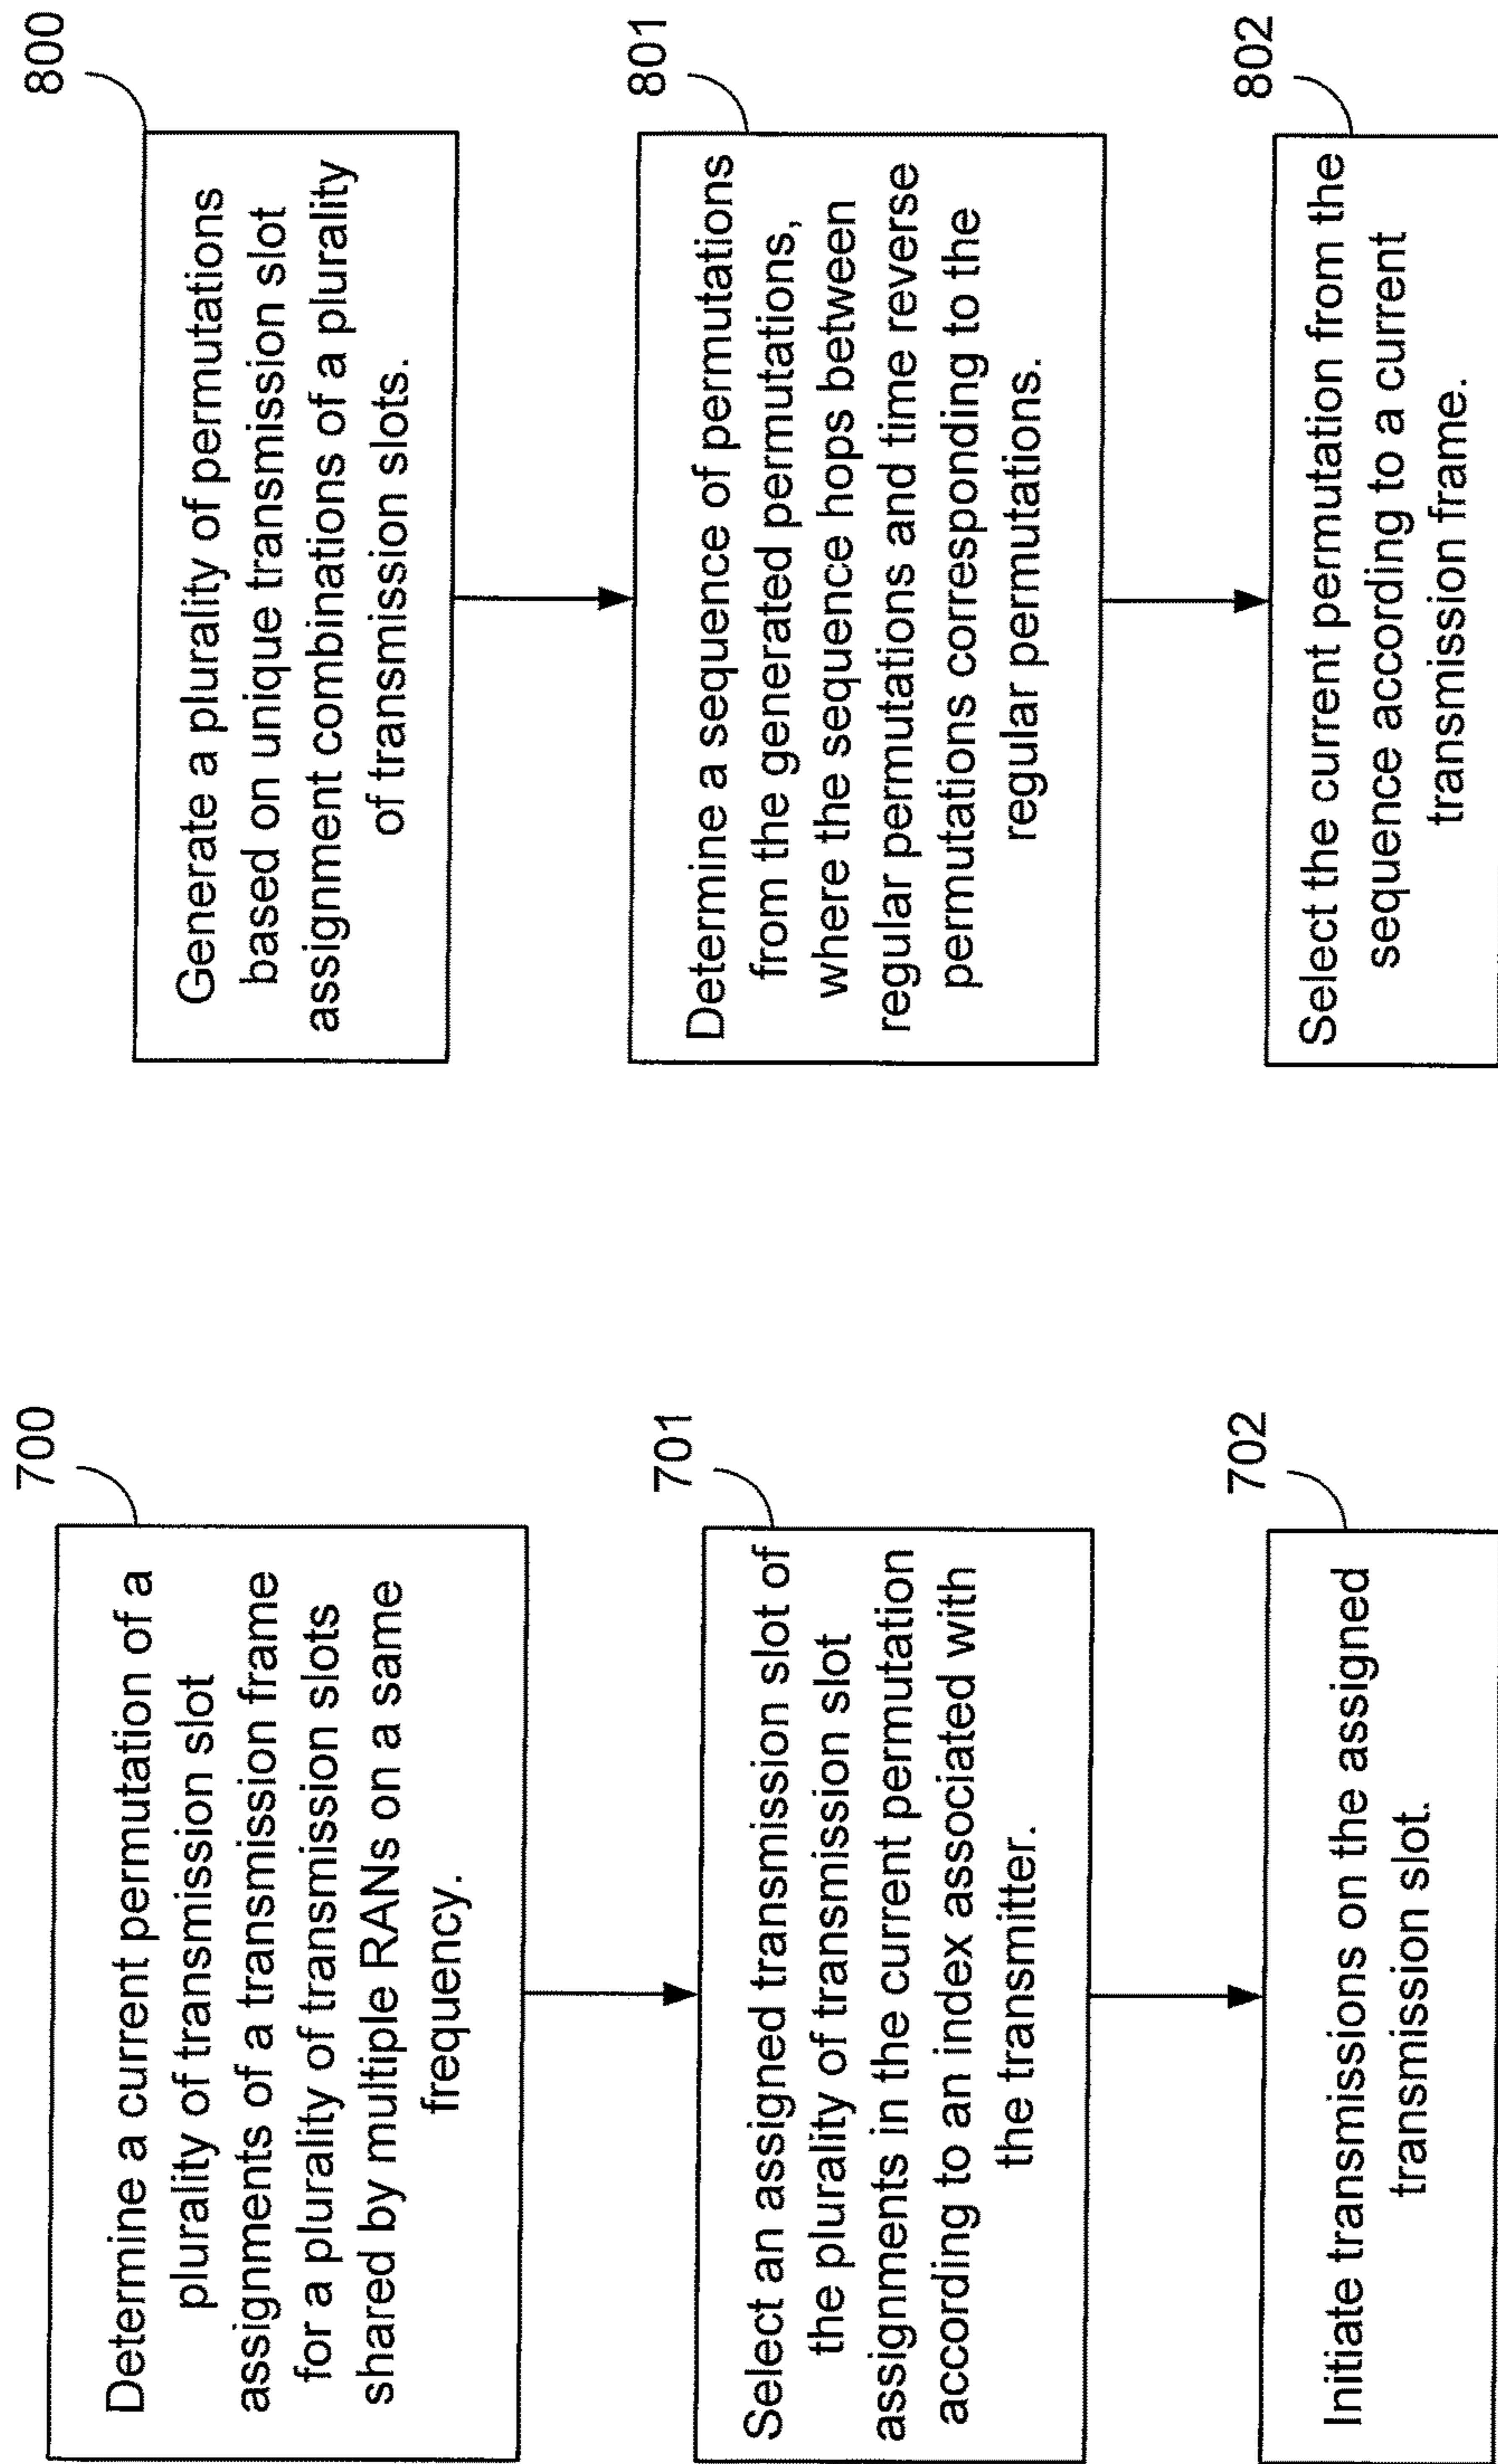 700
Determine a current permutation of a
plurality of transmission slot
assignments of a transmission frame
for a plurality of transmission slots
shared by multiple RANs on a same
frequency.
701
Select an assigned transmission slot of
the plurality of transmission slot
assignments in the current permutation
according to an index associated with
the transmitter.
702
Initiate transmissions on the assigned
transmission slot.
800
Generate a plurality of permutations
based on unique transmission slot
assignment combinations of a plurality
of transmission slots.
801
Determine a sequence of permutations
from the generated permutations,
where the sequence hops between
regular permutations and time reverse
permutations corresponding to the
regular permutations.
802
Select the current permutation from the
sequence according to a current
transmission frame.